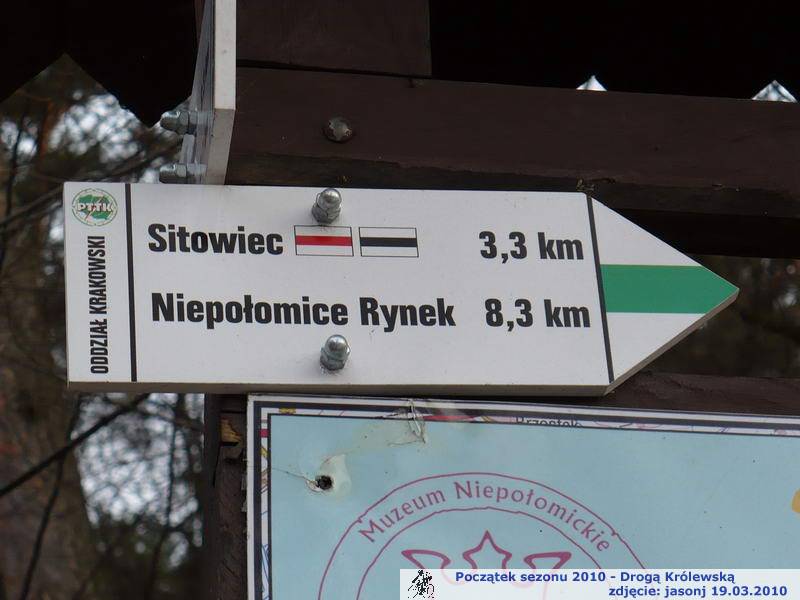 PTTK
ODDZIAŁ KRAKOWSKI
Sitowiec 3,3 km
Niepołomice Rynek 8,3 km
Muzeum Niepołomickie
Początek sezonu 2010 - Drogą Królewską
zdjęcie: jasonj 19.03.2010